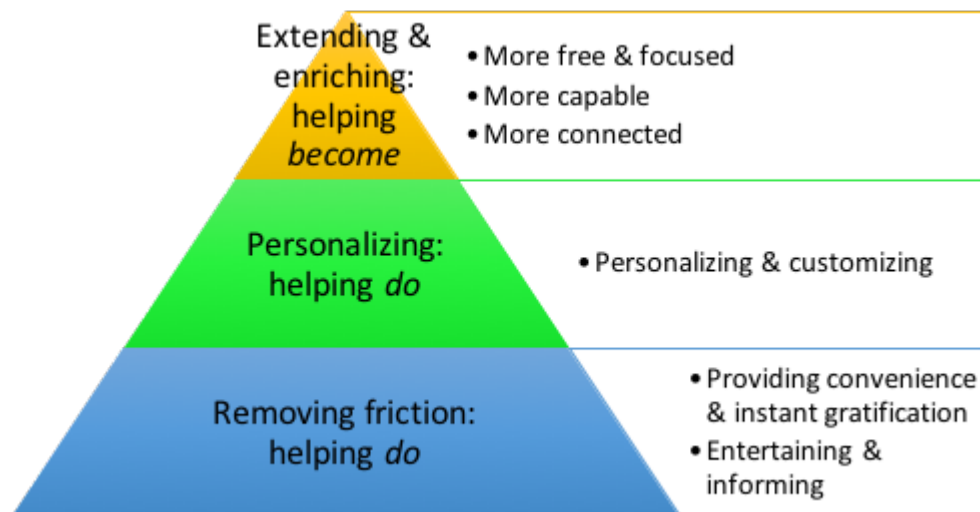 Extending &
enriching:
helping
become
• More free & focused
• More capable
• More connected
Personalizing:
helping do
• Personalizing & customizing
Removing friction:
helping do
• Providing convenience
& instant gratification
• Entertaining &
informing